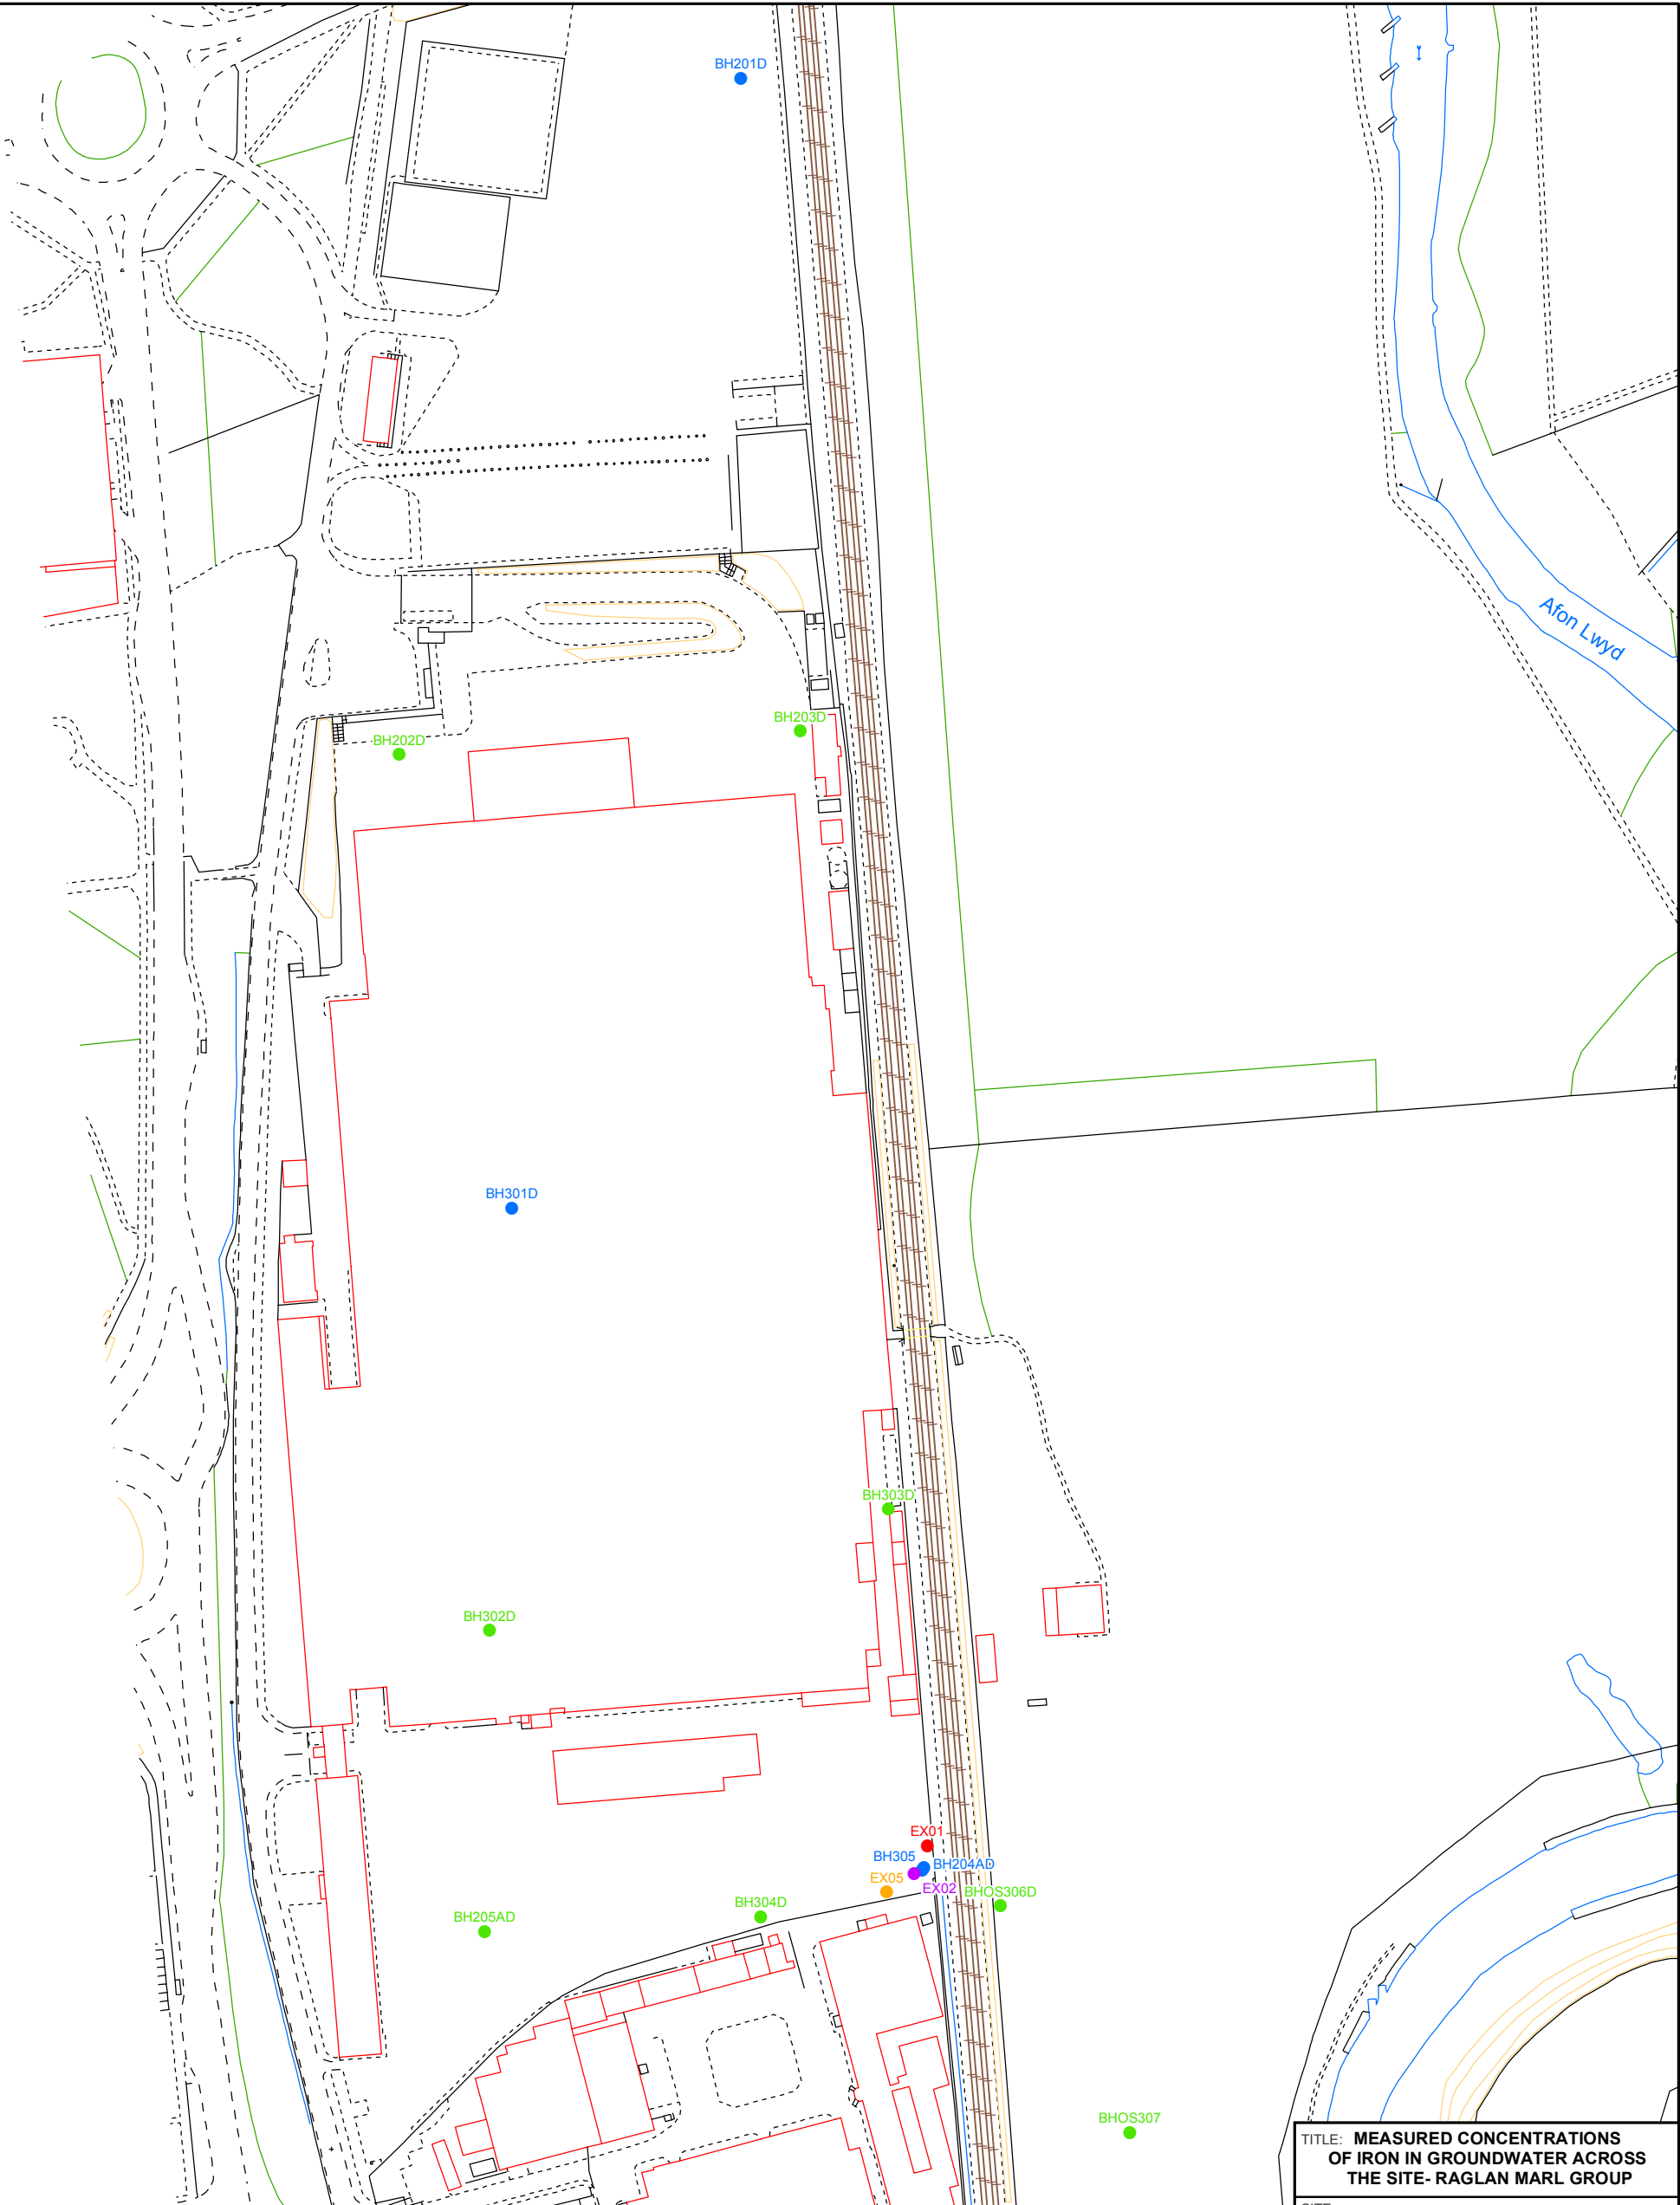 BH201D
Afon Lwyd
BH203D
BH202D
BH301D
BH303D
BH302D
EX01
BH305
BH204AD
EX05
EX02
BHOS306D
BH304D
BH205AD
BHOS307
TITLE: MEASURED CONCENTRATIONS
OF IRON IN GROUNDWATER ACROSS
THE SITE- RAGLAN MARL GROUP